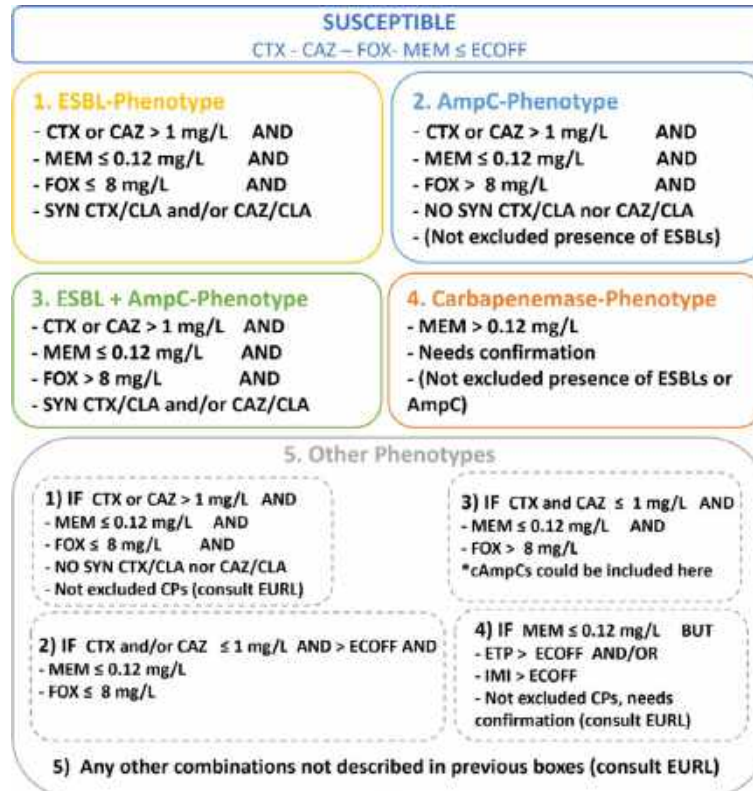 SUSCEPTIBLE
CTX - CAZ – FOX- MEM ≤ ECOFF
1. ESBL-Phenotype
- CTX or CAZ > 1 mg/L AND
- MEM ≤ 0.12 mg/L AND
- FOX ≤ 8 mg/L AND
- SYN CTX/CLA and/or CAZ/CLA
2. AmpC-Phenotype
- CTX or CAZ > 1 mg/L AND
- MEM ≤ 0.12 mg/L AND
- FOX > 8 mg/L AND
- NO SYN CTX/CLA nor CAZ/CLA
- (Not excluded presence of ESBLs)
3. ESBL + AmpC-Phenotype
- CTX or CAZ > 1 mg/L AND
- MEM ≤ 0.12 mg/L AND
- FOX > 8 mg/L AND
- SYN CTX/CLA and/or CAZ/CLA
4. Carbapenemase-Phenotype
- MEM > 0.12 mg/L
- Needs confirmation
- (Not excluded presence of ESBLs or
AmpC)
5. Other Phenotypes
1) IF CTX or CAZ > 1 mg/L AND
- MEM ≤ 0.12 mg/L AND
- FOX ≤ 8 mg/L AND
- NO SYN CTX/CLA nor CAZ/CLA
- Not excluded CPs (consult EURL)
2) IF CTX and/or CAZ ≤ 1 mg/L AND > ECOFF AND
- MEM ≤ 0.12 mg/L
- FOX ≤ 8 mg/L
3) IF CTX and CAZ ≤ 1 mg/L AND
- MEM ≤ 0.12 mg/L AND
- FOX > 8 mg/L
*cAmpCs could be included here
4) IF MEM ≤ 0.12 mg/L BUT
- ETP > ECOFF AND/OR
- IMI > ECOFF
- Not excluded CPs, needs
confirmation (consult EURL)
5) Any other combinations not described in previous boxes (consult EURL)